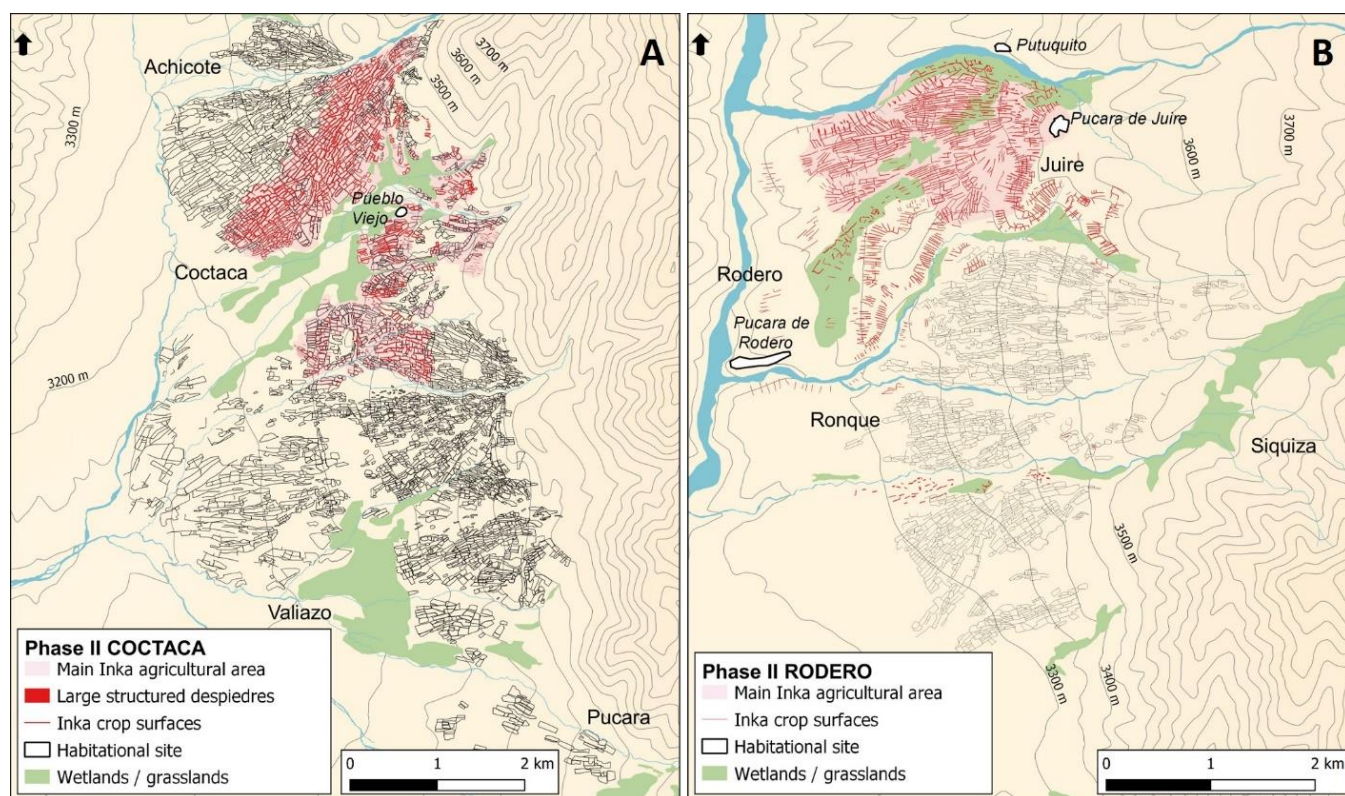 A
Achicote
3700 m
3600 m
3500 m
3300 m
Pueblo
Viejo
Coctaca
3200 m
Valiazo
Pucara
Phase II COCTACA
Main Inka agricultural area
Large structured despiedres
Inka crop surfaces
Habitational site
Wetlands / grasslands
0 1 2 km
B
Putuquito
Pucara de Juire
3700 m
3600 m
Juire
Rodero
Pucara de
Rodero
Ronque
Siquiza
3500 m
3300 m
3400 m
Phase II RODERO
Main Inka agricultural area
Inka crop surfaces
Habitational site
Wetlands / grasslands
0 1 2 km